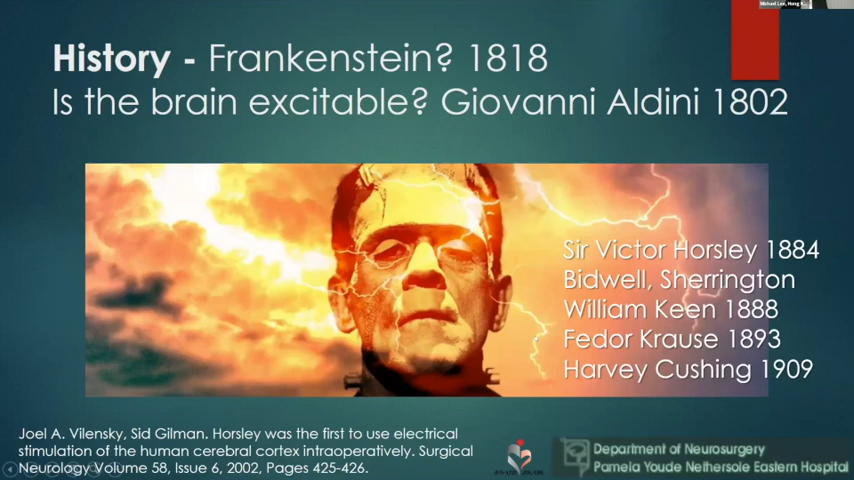 Michael Lee, Hong K...
History - Frankenstein? 1818
Is the brain excitable? Giovanni Aldini 1802
Sir Victor Horsley 1884
Bidwell, Sherrington
William Keen 1888
Fedor Krause 1893
Harvey Cushing 1909
Joel A. Vilensky, Sid Gilman. Horsley was the first to use electrical
stimulation of the human cerebral cortex intraoperatively. Surgical
Neurology Volume 58, Issue 6, 2002, Pages 425-426.
Department of Neurosurgery
Pamela Youde Nethersole Eastern Hospital